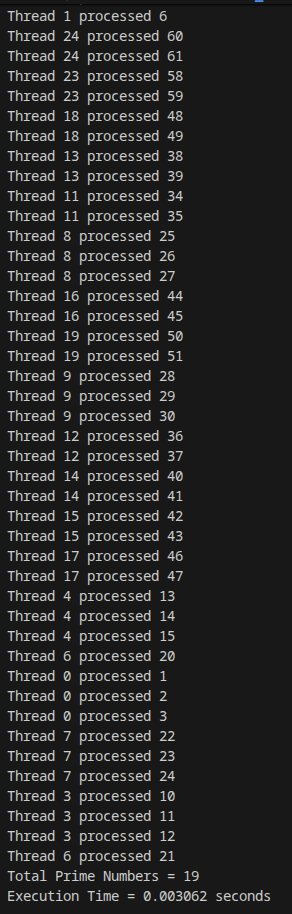 Thread 1 processed 6
Thread 24 processed 60
Thread 24 processed 61
Thread 23 processed 58
Thread 23 processed 59
Thread 18 processed 48
Thread 18 processed 49
Thread 13 processed 38
Thread 13 processed 39
Thread 11 processed 34
Thread 11 processed 35
Thread 8 processed 25
Thread 8 processed 26
Thread 8 processed 27
Thread 16 processed 44
Thread 16 processed 45
Thread 19 processed 50
Thread 19 processed 51
Thread 9 processed 28
Thread 9 processed 29
Thread 9 processed 30
Thread 12 processed 36
Thread 12 processed 37
Thread 14 processed 40
Thread 14 processed 41
Thread 15 processed 42
Thread 15 processed 43
Thread 17 processed 46
Thread 17 processed 47
Thread 4 processed 13
Thread 4 processed 14
Thread 4 processed 15
Thread 6 processed 20
Thread 0 processed 1
Thread 0 processed 2
Thread 0 processed 3
Thread 7 processed 22
Thread 7 processed 23
Thread 7 processed 24
Thread 3 processed 10
Thread 3 processed 11
Thread 3 processed 12
Thread 6 processed 21
Total Prime Numbers = 19
Execution Time = 0.003062 seconds